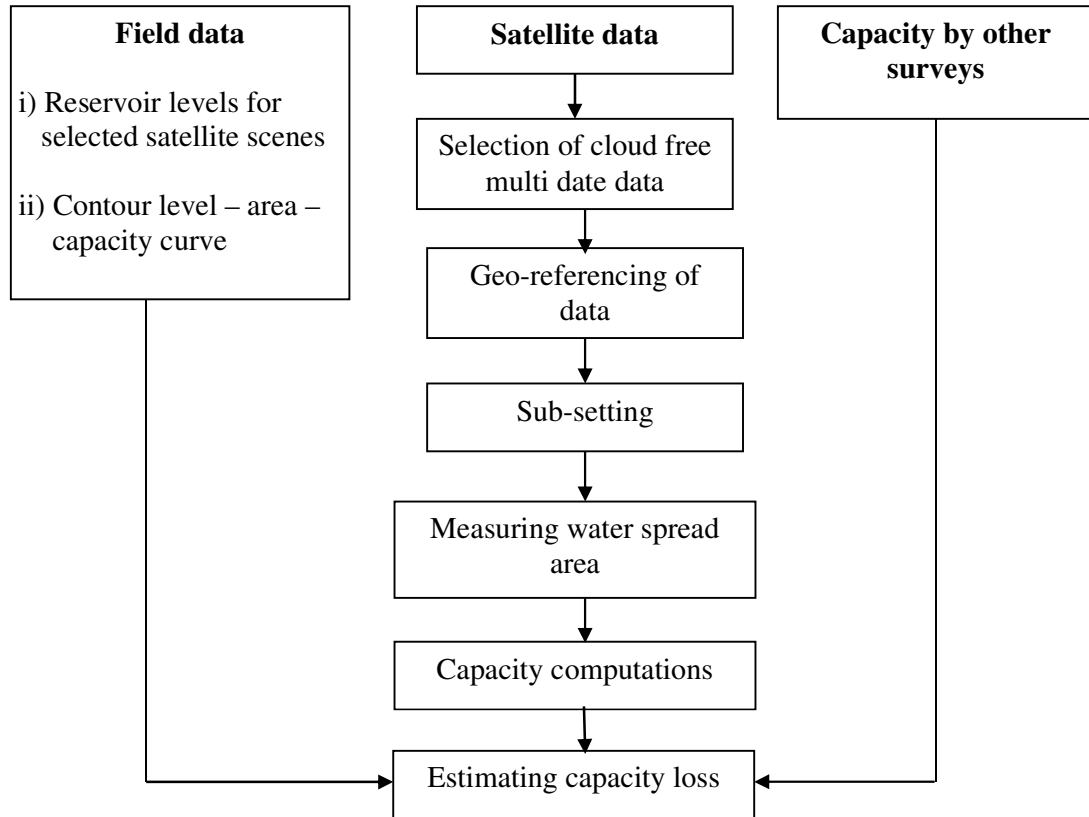 Field data
i) Reservoir levels for
selected satellite scenes
ii) Contour level – area –
capacity curve
Satellite data
Selection of cloud free
multi date data
Geo-referencing of
data
Sub-setting
Measuring water spread
area
Capacity computations
Estimating capacity loss
Capacity by other
surveys